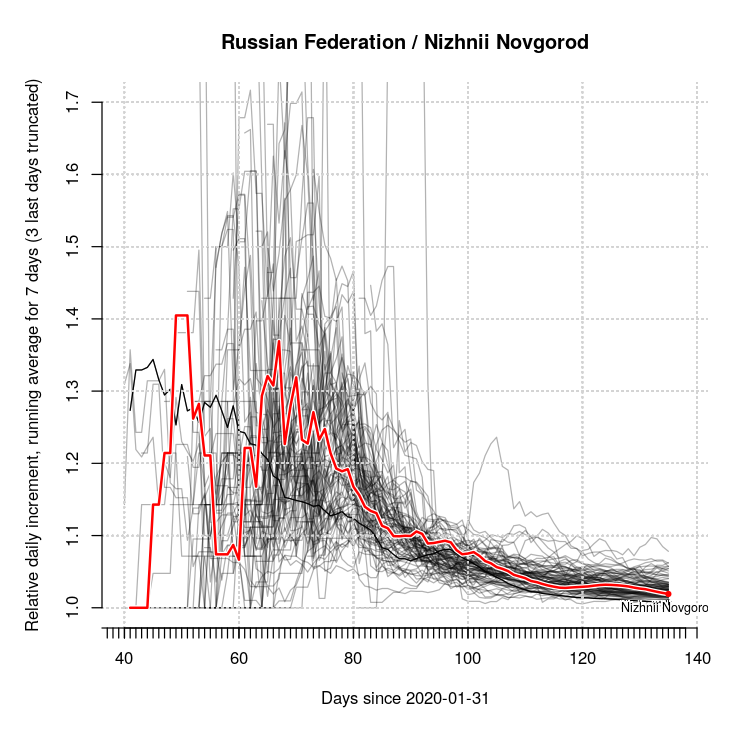 Russian Federation / Nizhnii Novgorod
Relative daily increment, running average for 7 days (3 last days truncated)
1.7
1.6
1.5
1.4
1.3
1.2
1.1
1.0
Nizhnii Novgoro
40 60 80 100 120 140
Days since 2020-01-31